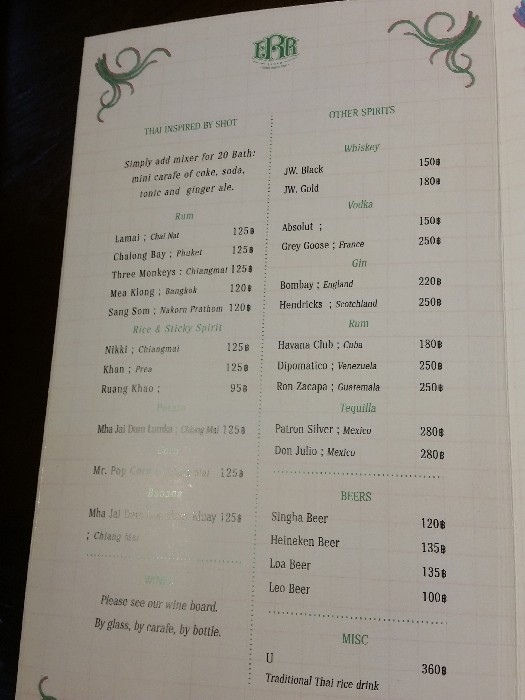 ERR
THAI INSPIRED BY SHOT
Simply add mixer for 20 Bath:
mini carafe of coke, soda,
tonic and ginger ale.
Rum
Lamai ; Chai Nat 125฿
Chalong Bay ; Phuket 125฿
Three Monkeys ; Chiangmai 125฿
Mea Klong ; Bangkok 120฿
Sang Som ; Nakorn Prathom 120฿
Rice & Sticky Spirit
Nikki ; Chiangmai 125฿
Khan ; Prea 125฿
Ruang Khao ; 95฿
Mha Jai Dum Lumka ; Chiang Mai 125฿
Mr. Pop 125฿
Banana
Mha Jai 125฿
; Chiang Mai
WINES
Please see our wine board.
By glass, by carafe, by bottle.
OTHER SPIRITS
Whiskey
JW. Black 150฿
JW. Gold 180฿
Vodka
Absolut ; 150฿
Grey Goose ; France 250฿
Gin
Bombay ; England 220฿
Hendricks ; Scotchland 250฿
Rum
Havana Club ; Cuba 180฿
Dipomatico ; Venezuela 250฿
Ron Zacapa ; Guatemala 250฿
Tequilla
Patron Silver ; Mexico 280฿
Don Julio ; Mexico 280฿
BEERS
Singha Beer 120฿
Heineken Beer 135฿
Loa Beer 135฿
Leo Beer 100฿
MISC
U 360฿
Traditional Thai rice drink